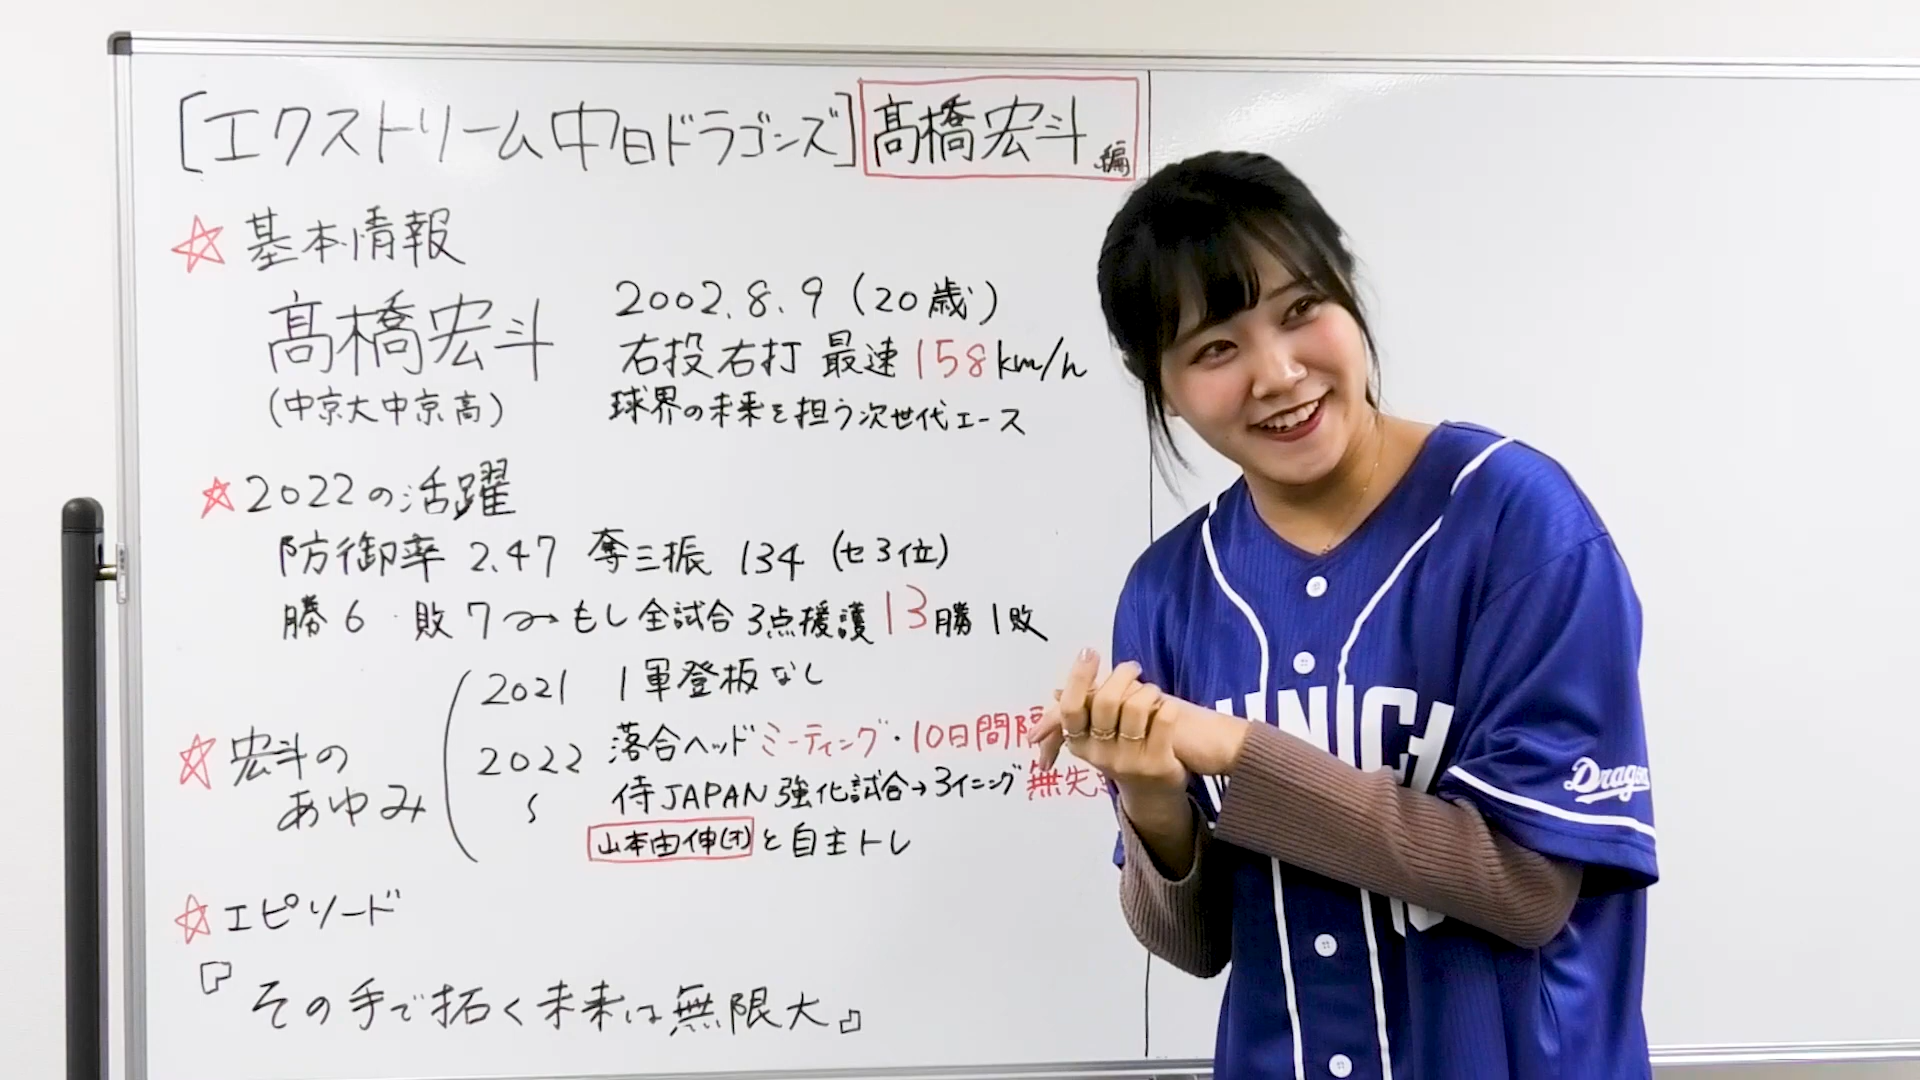 [エクストリーム中日ドラゴンズ]髙橋宏斗編
☆基本情報
髙橋宏斗
(中京大中京高)
2002.8.9(20歳)
右投右打 最速158km/h
球界の未来を担う次世代エース
☆2022の活躍
防御率 2.47 奪三振 134 (セ3位)
勝6 敗7 〜 もし全試合3点援護13勝1敗
☆宏斗の
あゆみ
2021 1軍登板なし
2022 落合ヘッドミーティング・10日間隔
侍JAPAN強化試合→3イニング無失
山本由伸(オ)と自主トレ
☆エピソード
『その手で拓く未来は無限大』
Dragons